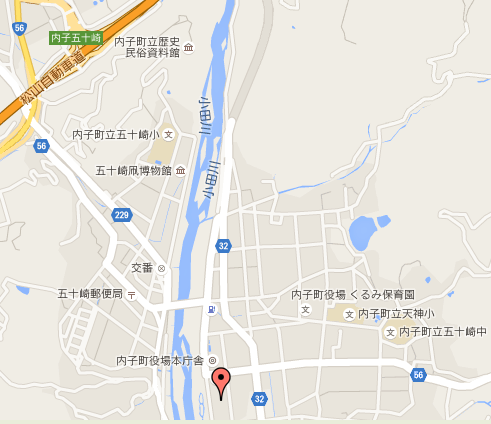 56
内子五十崎
内子町立歴史
民俗資料館
松山自動車道
小田川
内子町立五十崎小
文
56
五十崎凧博物館
小田川
229
32
交番
内子町役場 くるみ保育園
五十崎郵便局
文
文
内子町立天神小
文
内子町立五十崎中
内子町役場本庁舎
56
32